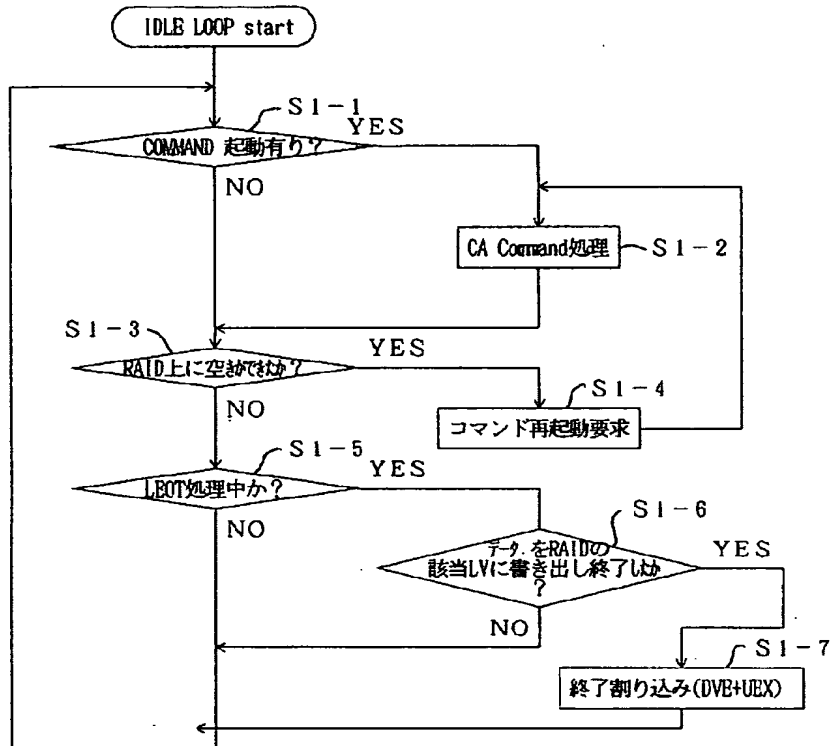 IDLE LOOP start
S1-1
COMMAND 起動有り?
YES
NO
CA Command処理
S1-2
S1-3
RAID上に空きができたか?
YES
NO
S1-4
コマンド再起動要求
S1-5
LEOT処理中か?
YES
NO
S1-6
データをRAIDの
該当LVに書き出し終了したか
?
YES
NO
S1-7
終了割り込み(DVE+UEX)